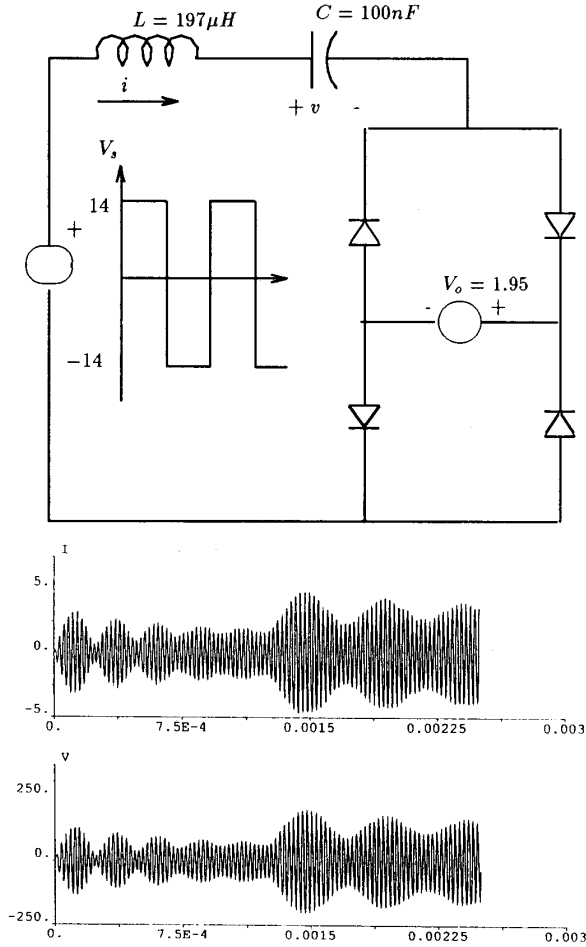 L = 197μH
C = 100nF
i
+ v -
V_s
14
+
-14
V_o = 1.95
- +
I
5.
0.
-5.
0. 7.5E-4 0.0015 0.00225 0.003
V
250.
0.
-250.
0. 7.5E-4 0.0015 0.00225 0.003